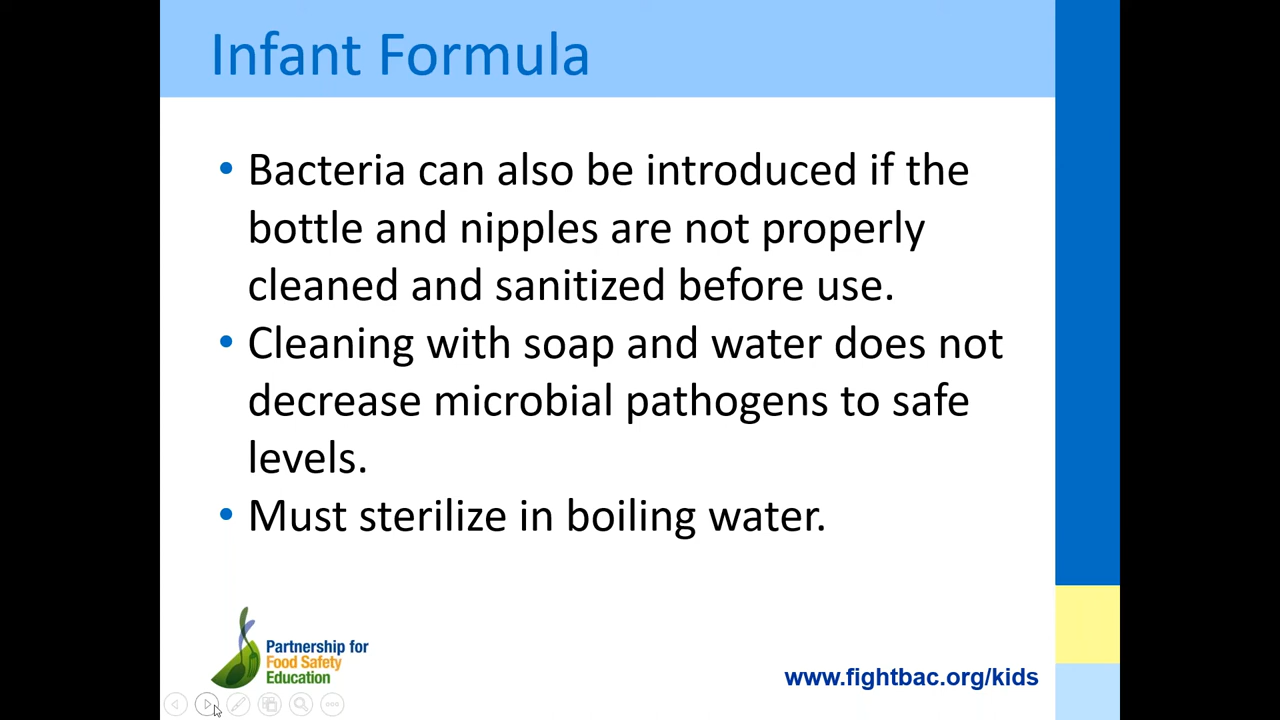 Infant Formula
• Bacteria can also be introduced if the
bottle and nipples are not properly
cleaned and sanitized before use.
• Cleaning with soap and water does not
decrease microbial pathogens to safe
levels.
• Must sterilize in boiling water.
Partnership for
Food Safety
Education
www.fightbac.org/kids